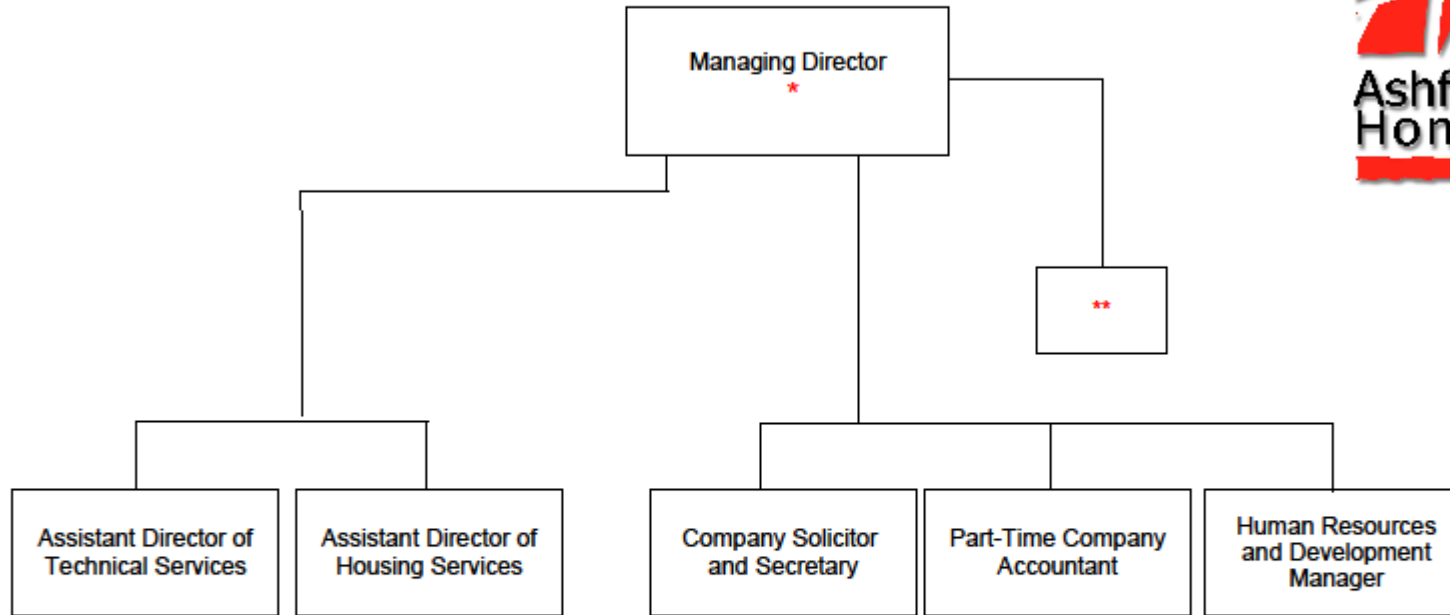 Managing Director
*
**
Assistant Director of
Technical Services
Assistant Director of
Housing Services
Company Solicitor
and Secretary
Part-Time Company
Accountant
Human Resources
and Development
Manager